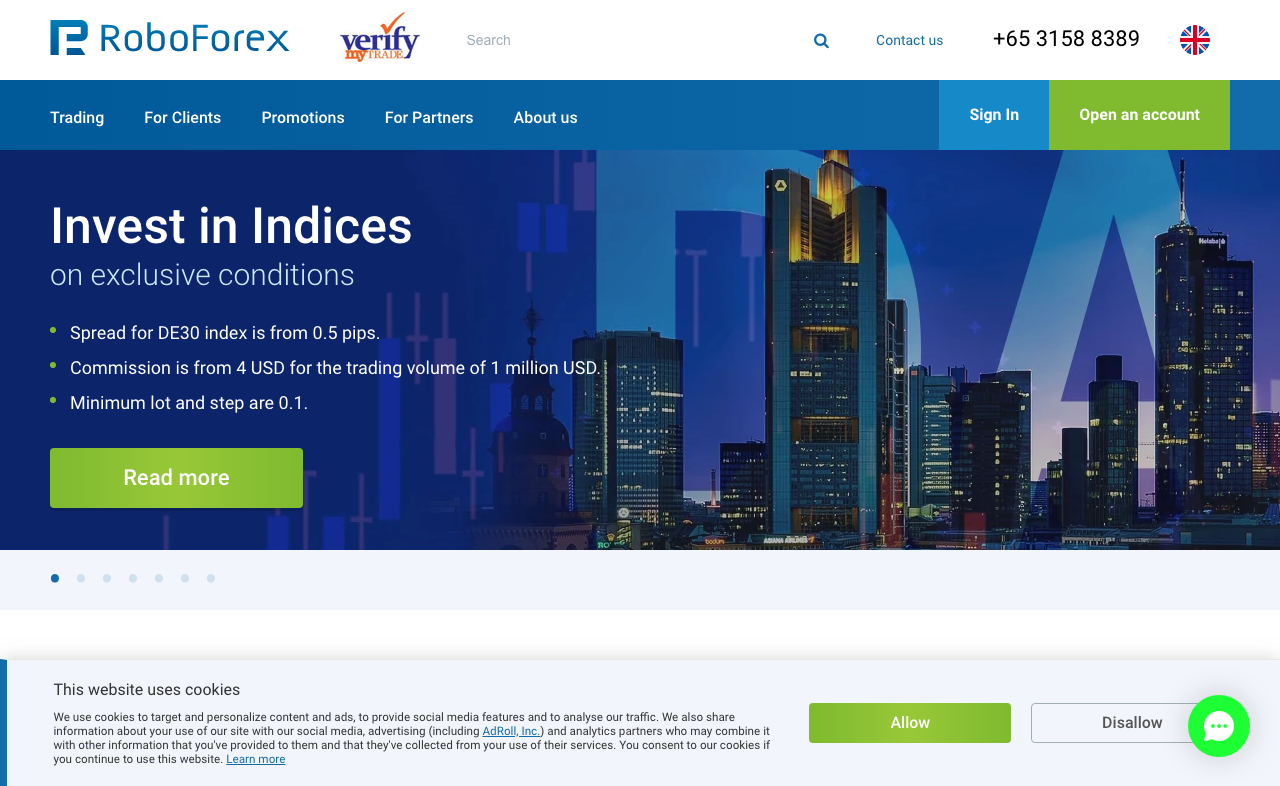 RoboForex
verify
myTRADE
Search
Contact us
+65 3158 8389
Trading
For Clients
Promotions
For Partners
About us
Sign In
Open an account
Invest in Indices
on exclusive conditions
Spread for DE30 index is from 0.5 pips.
Commission is from 4 USD for the trading volume of 1 million USD.
Minimum lot and step are 0.1.
Read more
Helaba
ASIANA AIRLINES
This website uses cookies
We use cookies to target and personalize content and ads, to provide social media features and to analyse our traffic. We also share
information about your use of our site with our social media, advertising (including AdRoll, Inc.) and analytics partners who may combine it
with other information that you've provided to them and that they've collected from your use of their services. You consent to our cookies if
you continue to use this website. Learn more
Allow
Disallow